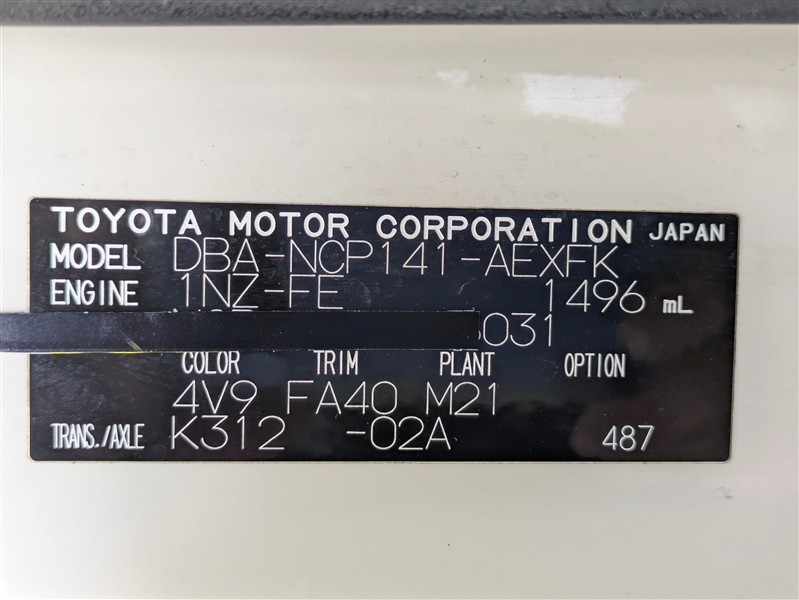 TOYOTA MOTOR CORPORATION JAPAN
MODEL DBA-NCP141-AEXFK
ENGINE 1NZ-FE 1496 mL
031
COLOR TRIM PLANT OPTION
4V9 FA40 M21
TRANS./AXLE K312 -02A 487